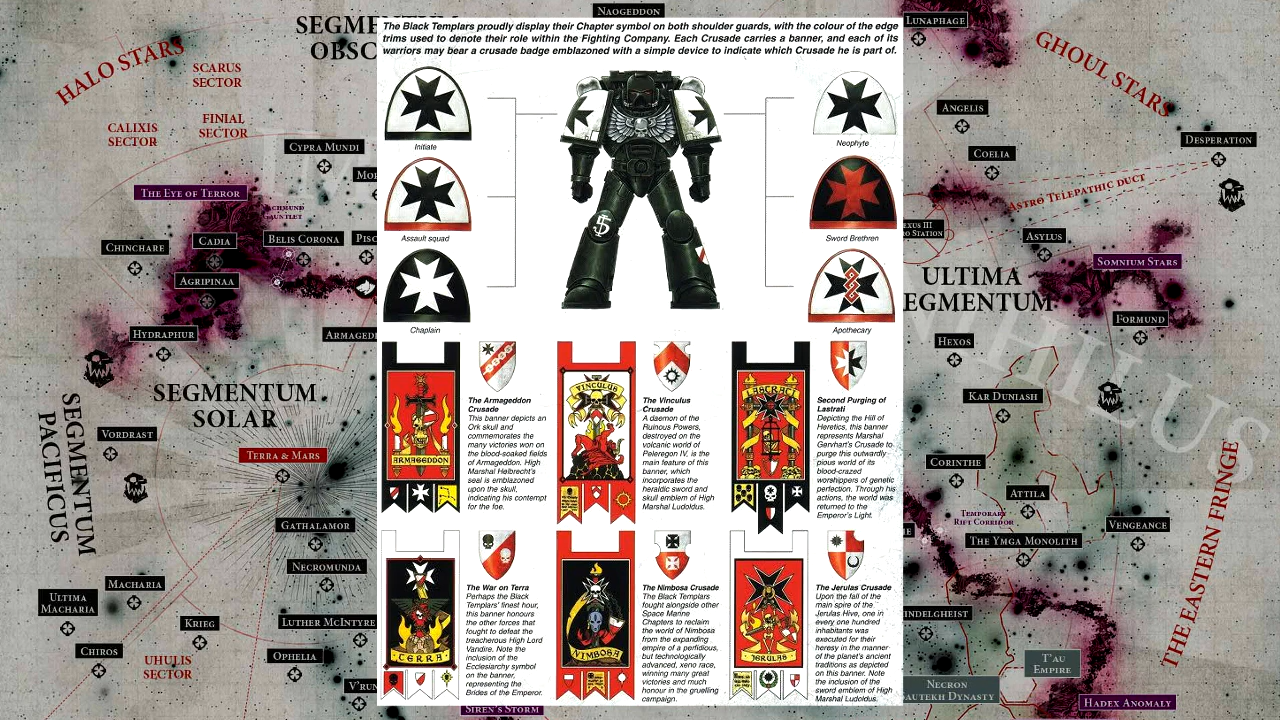 NAOGEDDON
LUNAPHAGE
HALO STARS
GHOUL STARS
SCARUS
SECTOR
CALIXIS
SECTOR
FINIAL
SECTOR
CYPRA MUNDI
THE EYE OF TERROR
CADIA
BELIS CORONA
CHINCHARE
AGRIPINAA
HYDRAPHUR
SEGMENTUM
SOLAR
SEGMENTUM
PACIFICUS
VORDRAST
TERRA & MARS
GATHALAMOR
NECROMUNDA
MACHARIA
ULTIMA
MACHARIA
KRIEG
LUTHER MCINTYRE
CHIROS
UHULIS
SECTOR
OPHELIA
SIREN'S STORM
The Black Templars proudly display their Chapter symbol on both shoulder guards, with the colour of the edge
trims used to denote their role within the Fighting Company. Each Crusade carries a banner, and each of its
warriors may bear a crusade badge emblazoned with a simple device to indicate which Crusade he is part of.
Initiate
Neophyte
Assault squad
Sword Brethren
Chaplain
Apothecary
ARMAGEDDON
The Armageddon
Crusade
This banner depicts an
Ork skull and
commemorates the
many victories won on
the blood-soaked fields
of Armageddon. High
Marshal Helbrecht's
seal is emblazoned
upon the skull,
indicating his contempt
for the foe.
VINCULUS
The Vinculus
Crusade
A daemon of the
Ruinous Powers,
destroyed on the
volcanic world of
Peleregon IV, is the
main feature of this
banner, which
incorporates the
heraldic sword and
skull emblem of High
Marshal Ludoldus.
LASTRATI
Second Purging of
Lastrati
Depicting the Hill of
Heretics, this banner
represents Marshal
Gervhart's Crusade to
purge this outwardly
pious world of its
blood-crazed
worshippers of genetic
perfection. Through his
actions, the world was
returned to the
Emperor's Light.
TERRA
The War on Terra
Perhaps the Black
Templars' finest hour,
this banner honours
the other forces that
fought to defeat the
treacherous High Lord
Vandire. Note the
inclusion of the
Ecclesiarchy symbol
on the banner,
representing the
Brides of the Emperor.
NIMBOSA
The Nimbosa Crusade
The Black Templars
fought alongside other
Space Marine
Chapters to reclaim
the world of Nimbosa
from the expanding
empire of a perfidious,
but technologically
advanced, xeno race,
winning many great
victories and much
honour in the gruelling
campaign.
JERULAS
The Jerulas Crusade
Upon the fall of the
main spire of the
Jerulas Hive, one in
every one hundred
inhabitants was
executed for their
heresy in the manner
of the planet's ancient
traditions as depicted
on this banner. Note
the inclusion of the
sword emblem of High
Marshal Ludoldus.
ANGELIS
COELIA
DESPERATION
ASTRO TELEPATHIC DUCT
ASYLUS
SOMNIUM STARS
ULTIMA
FORMUND
HEXOS
KAR DUNIASH
CORINTHE
ATTILA
TEMPORARY
RIFT CORRIDOR
VENGEANCE
THE YMGA MONOLITH
THE EASTERN FRINGE
T'AU
EMPIRE
NECRON
DYNASTY
HADEX ANOMALY